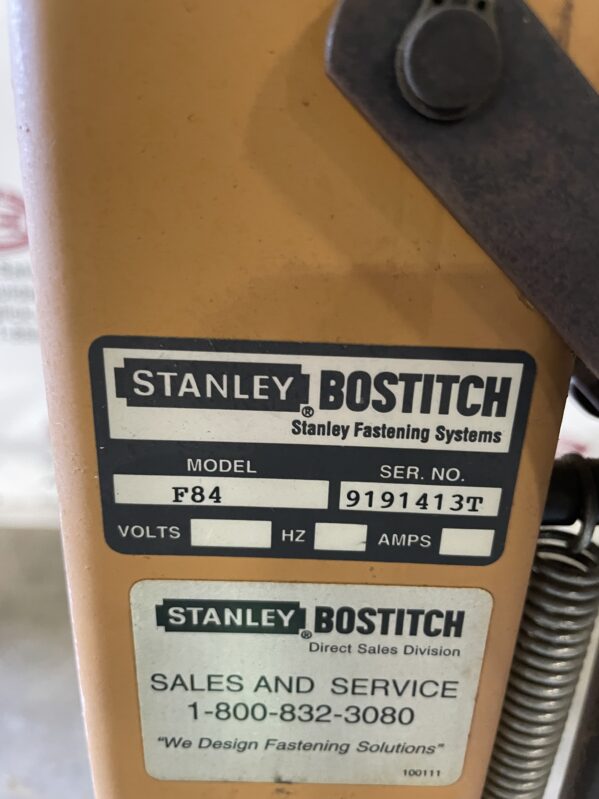 STANLEY® BOSTITCH
Stanley Fastening Systems
MODEL SER. NO.
F84 9191413T
VOLTS HZ AMPS
STANLEY® BOSTITCH
Direct Sales Division
SALES AND SERVICE
1-800-832-3080
"We Design Fastening Solutions"
100111